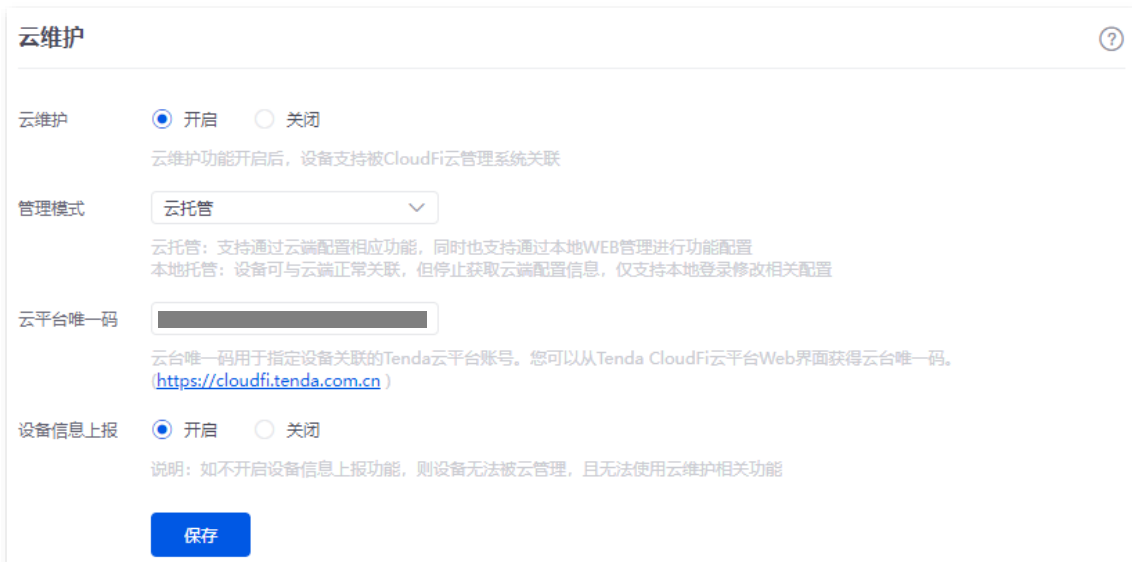 云维护
?
云维护 开启 关闭
云维护功能开启后，设备支持被CloudFi云管理系统关联
管理模式 云托管
云托管：支持通过云端配置相应功能，同时也支持通过本地WEB管理进行功能配置
本地托管：设备可与云端正常关联，但停止获取云端配置信息，仅支持本地登录修改相关配置
云平台唯一码
云台唯一码用于指定设备关联的Tenda云平台账号。您可以从Tenda CloudFi云平台Web界面获得云台唯一码。
(https://cloudfi.tenda.com.cn )
设备信息上报 开启 关闭
说明：如不开启设备信息上报功能，则设备无法被云管理，且无法使用云维护相关功能
保存